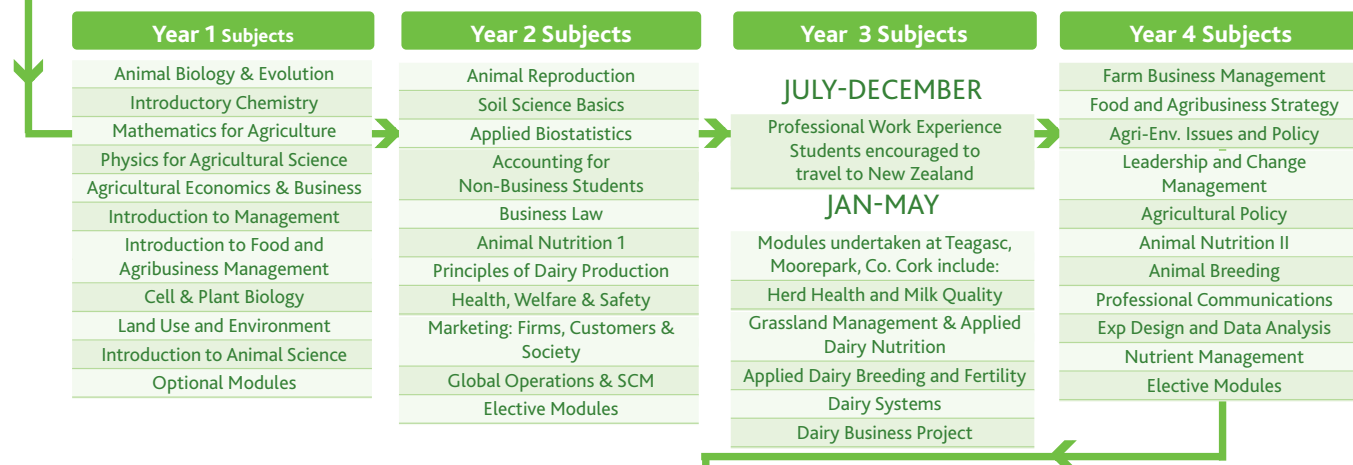 Year 1 Subjects
Animal Biology & Evolution
Introductory Chemistry
Mathematics for Agriculture
Physics for Agricultural Science
Agricultural Economics & Business
Introduction to Management
Introduction to Food and
Agribusiness Management
Cell & Plant Biology
Land Use and Environment
Introduction to Animal Science
Optional Modules
Year 2 Subjects
Animal Reproduction
Soil Science Basics
Applied Biostatistics
Accounting for
Non-Business Students
Business Law
Animal Nutrition 1
Principles of Dairy Production
Health, Welfare & Safety
Marketing: Firms, Customers &
Society
Global Operations & SCM
Elective Modules
Year 3 Subjects
JULY-DECEMBER
Professional Work Experience
Students encouraged to
travel to New Zealand
JAN-MAY
Modules undertaken at Teagasc,
Moorepark, Co. Cork include:
Herd Health and Milk Quality
Grassland Management & Applied
Dairy Nutrition
Applied Dairy Breeding and Fertility
Dairy Systems
Dairy Business Project
Year 4 Subjects
Farm Business Management
Food and Agribusiness Strategy
Agri-Env. Issues and Policy
Leadership and Change
Management
Agricultural Policy
Animal Nutrition II
Animal Breeding
Professional Communications
Exp Design and Data Analysis
Nutrient Management
Elective Modules